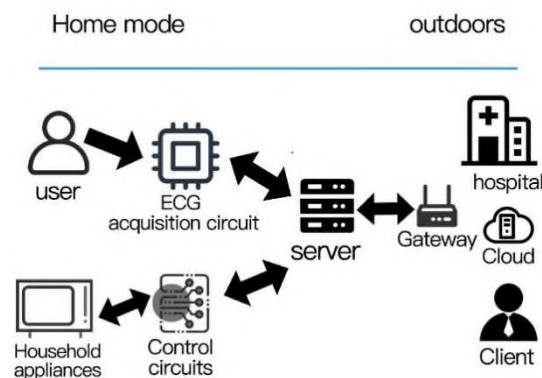 Home mode
outdoors
user
ECG
acquisition circuit
server
Gateway
hospital
Cloud
Client
Household
appliances
Control
circuits